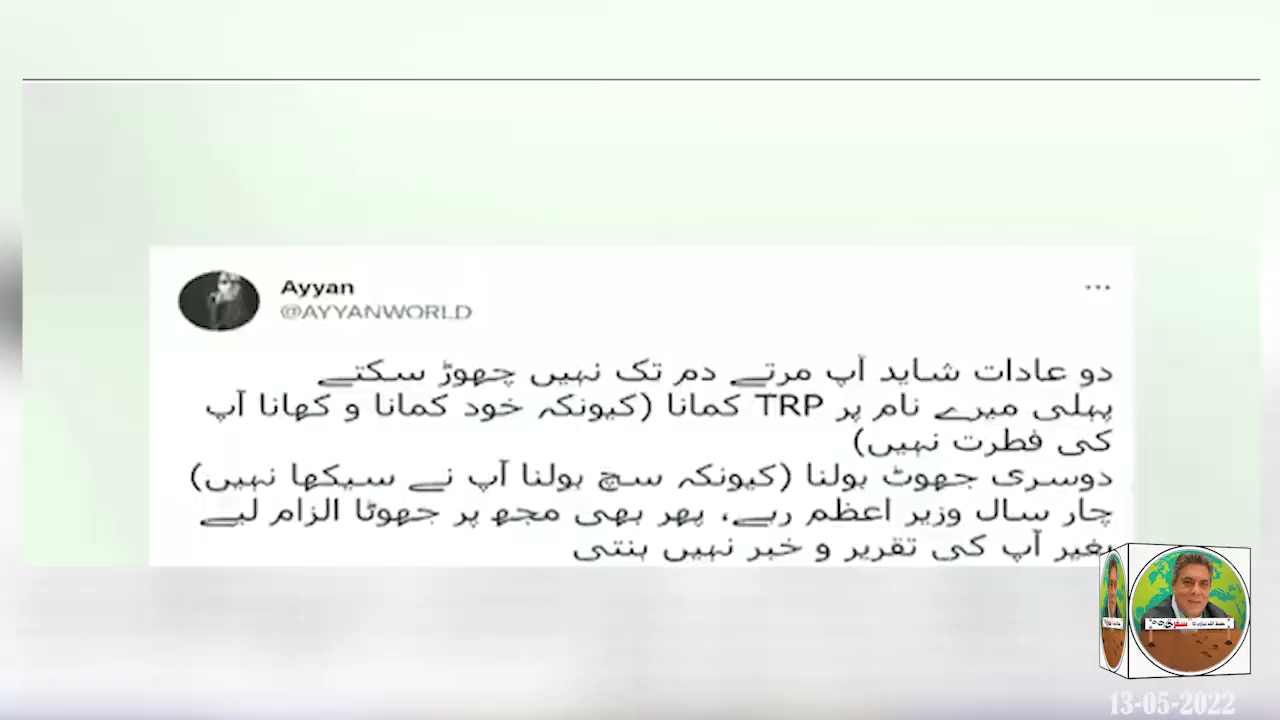 Ayyan
@AYYANWORLD
دو عادات شاید آپ مرتے دم تک نہیں چھوڑ سکتے
پہلی میرے نام پر TRP کمانا (کیونکہ خود کمانا و کھانا آپ
کی فطرت نہیں)
دوسری جھوٹ بولنا (کیونکہ سچ بولنا آپ نے سیکھا نہیں)
چار سال وزیر اعظم رہے، پھر بھی مجھ پر جھوٹا الزام لیے
بغیر آپ کی تقریر و خبر نہیں بنتی
13-05-2022